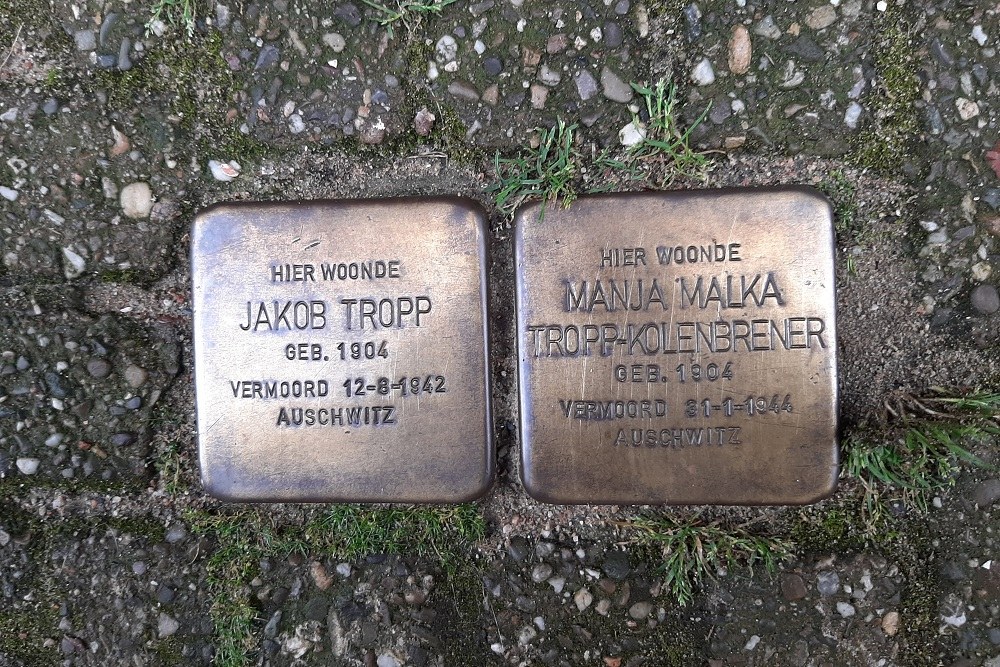 HIER WOONDE
JAKOB TROPP
GEB. 1904
VERMOORD 12-8-1942
AUSCHWITZ
HIER WOONDE
MANJA MALKA
TROPP-KOLENBRENER
GEB. 1904
VERMOORD 31-1-1944
AUSCHWITZ